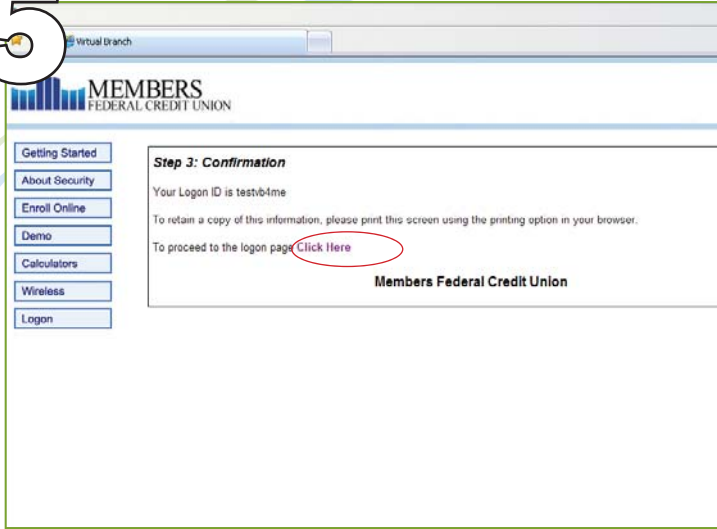 5
Virtual Branch
MEMBERS
FEDERAL CREDIT UNION
Getting Started
About Security
Enroll Online
Demo
Calculators
Wireless
Logon
Step 3: Confirmation
Your Logon ID is testvb4me
To retain a copy of this information, please print this screen using the printing option in your browser.
To proceed to the logon page Click Here
Members Federal Credit Union